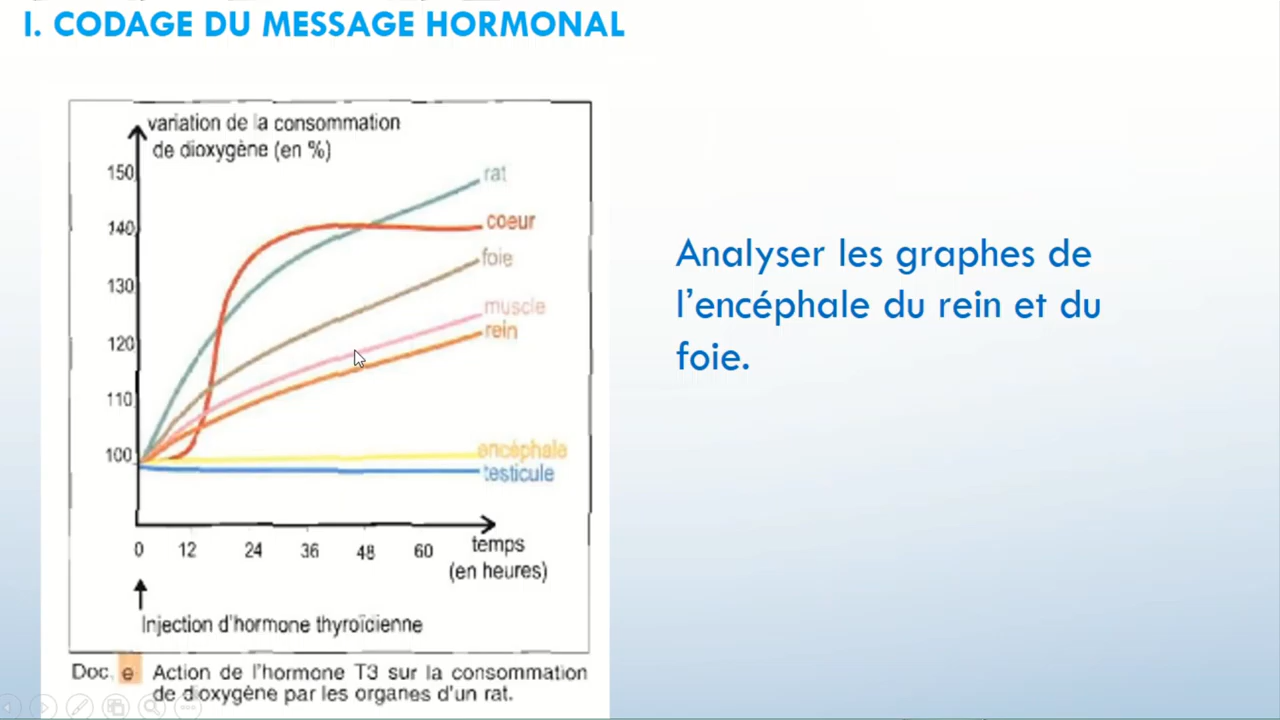 I. CODAGE DU MESSAGE HORMONAL
variation de la consommation
de dioxygène (en %)
150
140
130
120
110
100
rat
coeur
foie
muscle
rein
encéphale
testicule
0 12 24 36 48 60
temps
(en heures)
Injection d'hormone thyroïcienne
Doc. e Action de l'hormone T3 sur la consommation
de dioxygène par les organes d'un rat.
Analyser les graphes de
l'encéphale du rein et du
foie.